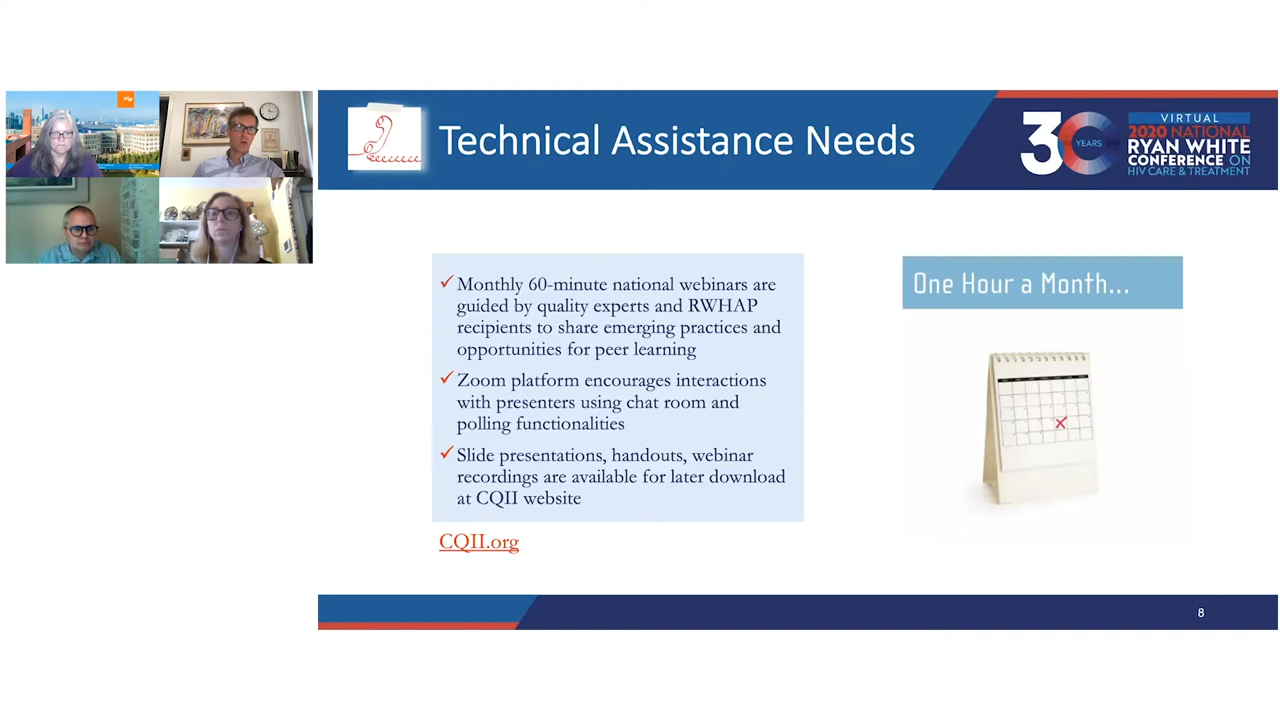 Technical Assistance Needs
30
YEARS
VIRTUAL
2020 NATIONAL
RYAN WHITE
CONFERENCE ON
HIV CARE & TREATMENT
Monthly 60-minute national webinars are
guided by quality experts and RWHAP
recipients to share emerging practices and
opportunities for peer learning
Zoom platform encourages interactions
with presenters using chat room and
polling functionalities
Slide presentations, handouts, webinar
recordings are available for later download
at CQII website
CQII.org
One Hour a Month...
8